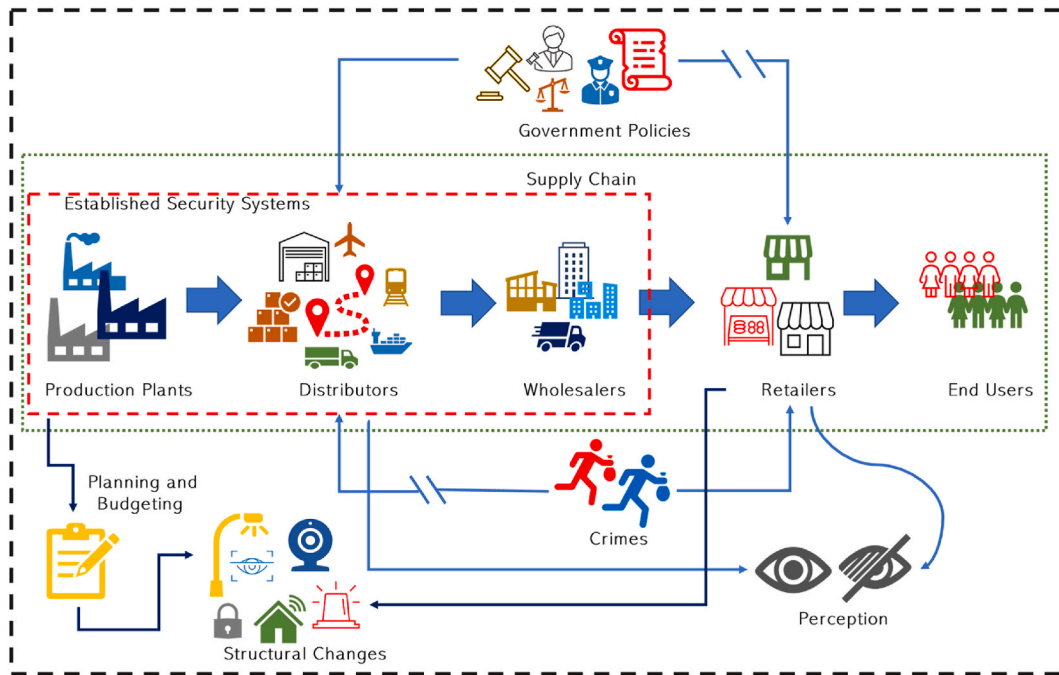 Government Policies
Supply Chain
Established Security Systems
Production Plants
Distributors
Wholesalers
Retailers
End Users
Planning and
Budgeting
Crimes
Perception
Structural Changes